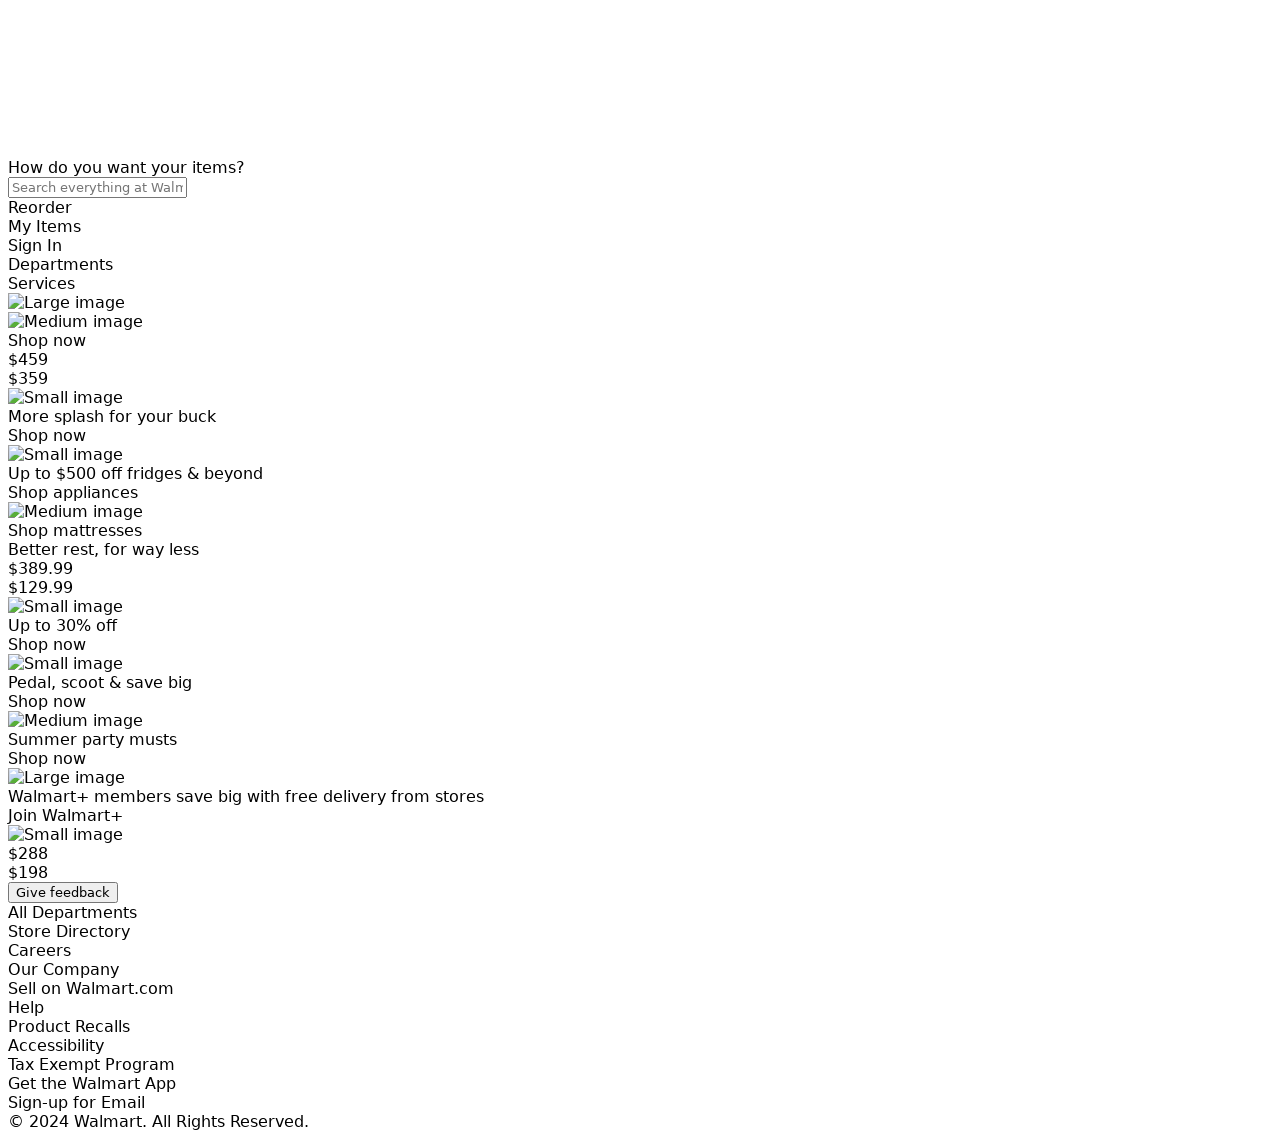 How do you want your items?
Search everything at Walm
Reorder
My Items
Sign In
Departments
Services
Large image
Medium image
Shop now
$459
$359
Small image
More splash for your buck
Shop now
Small image
Up to $500 off fridges & beyond
Shop appliances
Medium image
Shop mattresses
Better rest, for way less
$389.99
$129.99
Small image
Up to 30% off
Shop now
Small image
Pedal, scoot & save big
Shop now
Medium image
Summer party musts
Shop now
Large image
Walmart+ members save big with free delivery from stores
Join Walmart+
Small image
$288
$198
Give feedback
All Departments
Store Directory
Careers
Our Company
Sell on Walmart.com
Help
Product Recalls
Accessibility
Tax Exempt Program
Get the Walmart App
Sign-up for Email
© 2024 Walmart. All Rights Reserved.